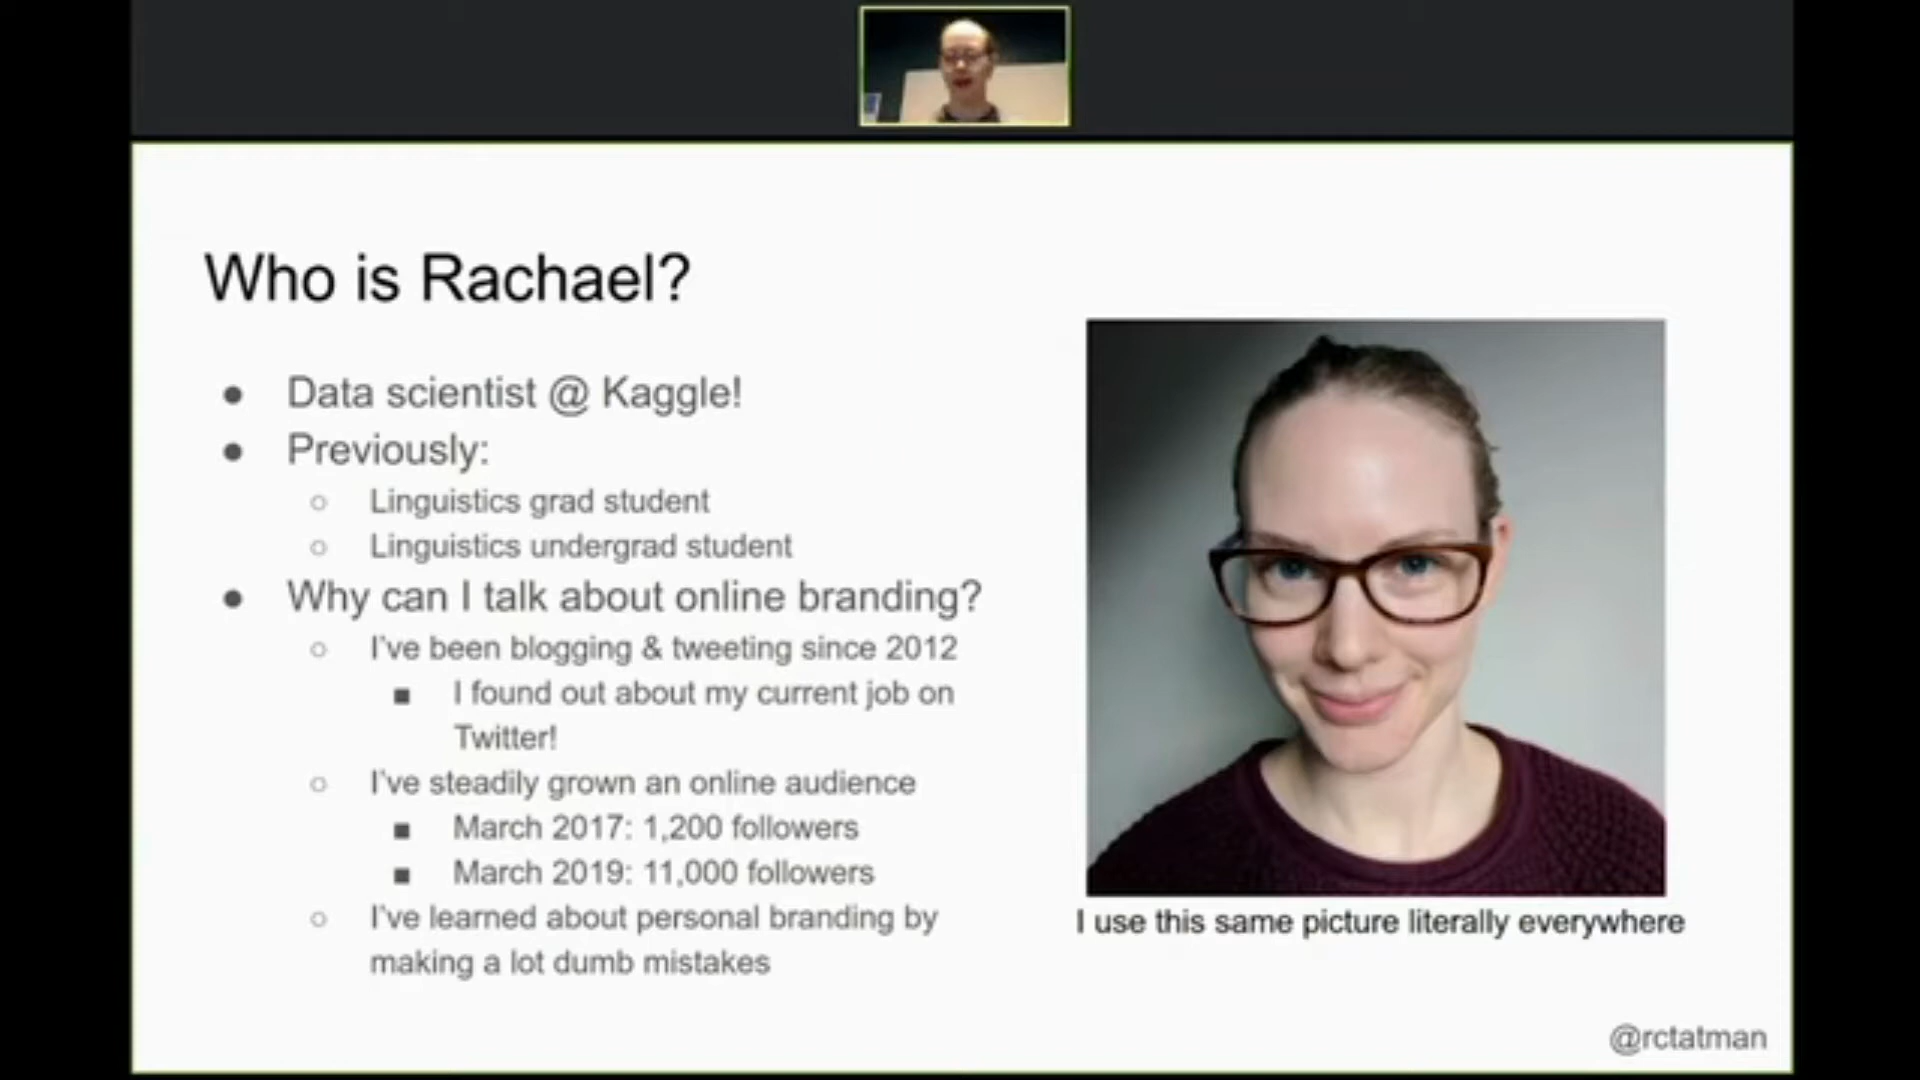 Who is Rachael?
● Data scientist @ Kaggle!
● Previously:
○ Linguistics grad student
○ Linguistics undergrad student
● Why can I talk about online branding?
○ I've been blogging & tweeting since 2012
■ I found out about my current job on
Twitter!
○ I've steadily grown an online audience
■ March 2017: 1,200 followers
■ March 2019: 11,000 followers
○ I've learned about personal branding by
making a lot dumb mistakes
I use this same picture literally everywhere
@rctatman